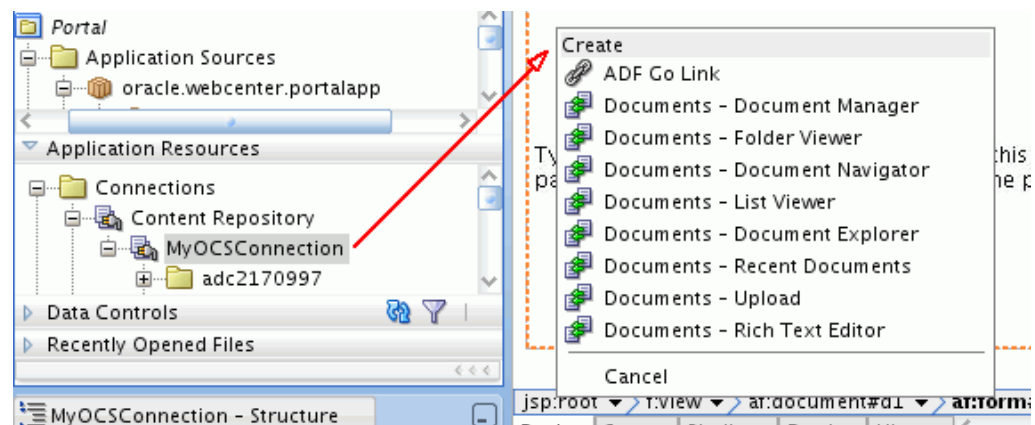 Portal
Application Sources
oracle.webcenter.portalapp
Application Resources
Connections
Content Repository
MyOCSConnection
adc2170997
Data Controls
Recently Opened Files
MyOCSConnection - Structure
Create
ADF Go Link
Documents - Document Manager
Documents - Folder Viewer
Documents - Document Navigator
Documents - List Viewer
Documents - Document Explorer
Documents - Recent Documents
Documents - Upload
Documents - Rich Text Editor
Cancel
jsp:root f:view af:document#d1 af:form